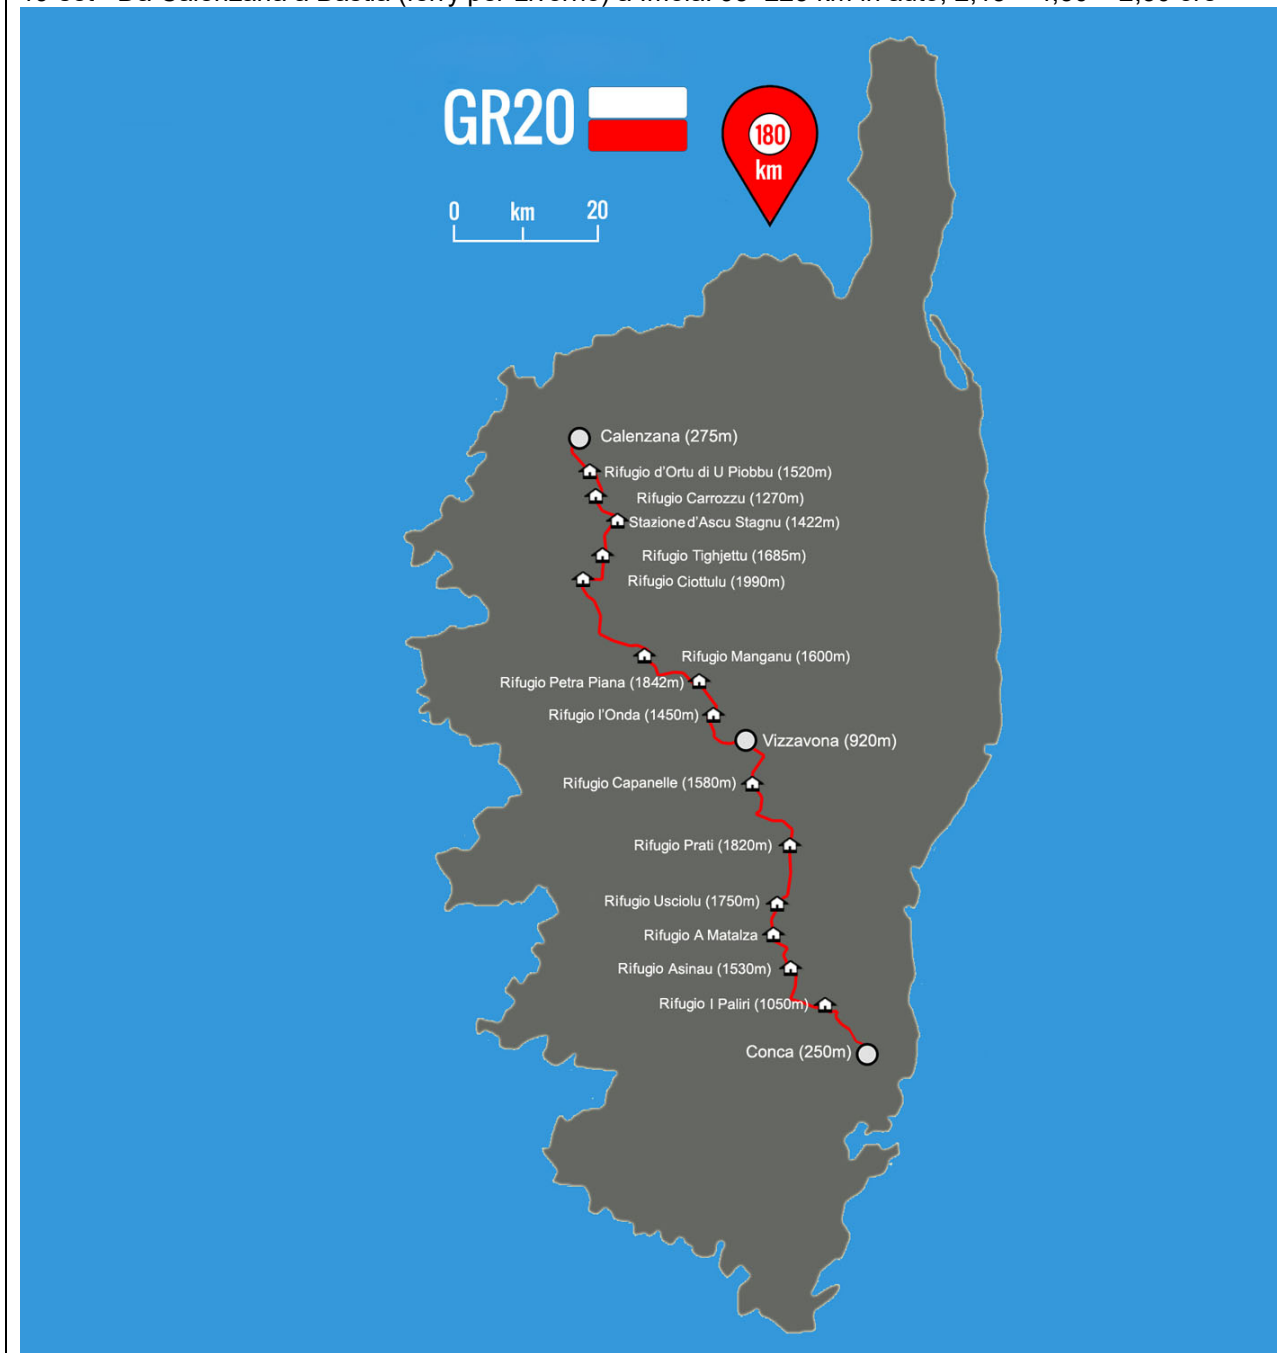 GR20
180
km
0 km 20
Calenzana (275m)
Rifugio d'Ortu di U Piobbu (1520m)
Rifugio Carrozzu (1270m)
Stazione d'Ascu Stagnu (1422m)
Rifugio Tighjettu (1685m)
Rifugio Ciottulu (1990m)
Rifugio Manganu (1600m)
Rifugio Petra Piana (1842m)
Rifugio l'Onda (1450m)
Vizzavona (920m)
Rifugio Capanelle (1580m)
Rifugio Prati (1820m)
Rifugio Usciolu (1750m)
Rifugio A Matalza
Rifugio Asinau (1530m)
Rifugio I Paliri (1050m)
Conca (250m)